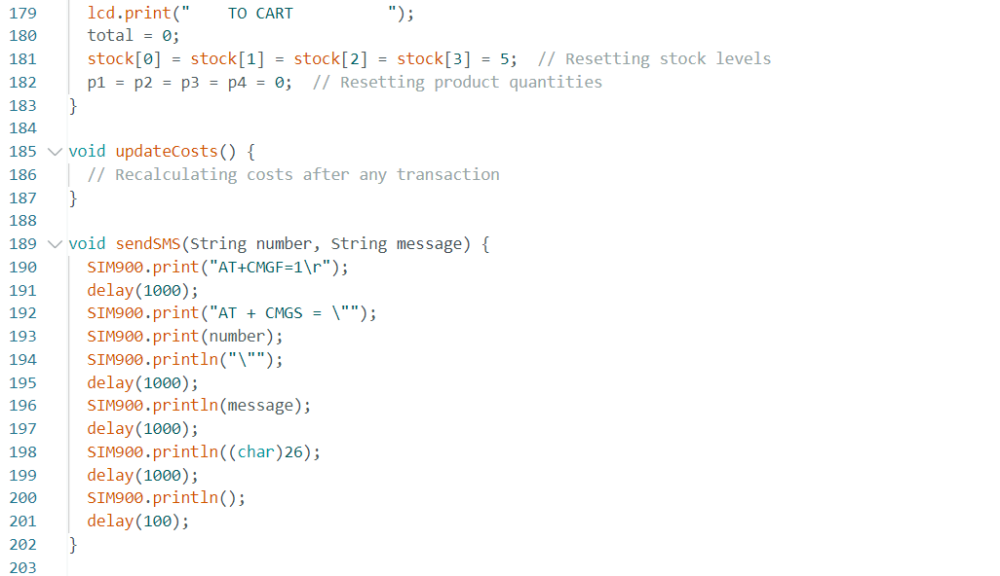 179 lcd.print("    TO CART          ");
180 total = 0;
181 stock[0] = stock[1] = stock[2] = stock[3] = 5;  // Resetting stock levels
182 p1 = p2 = p3 = p4 = 0;  // Resetting product quantities
183 }
184
185 void updateCosts() {
186 // Recalculating costs after any transaction
187 }
188
189 void sendSMS(String number, String message) {
190 SIM900.print("AT+CMGF=1\r");
191 delay(1000);
192 SIM900.print("AT + CMGS = \"");
193 SIM900.print(number);
194 SIM900.println("\"");
195 delay(1000);
196 SIM900.println(message);
197 delay(1000);
198 SIM900.println((char)26);
199 delay(1000);
200 SIM900.println();
201 delay(100);
202 }
203